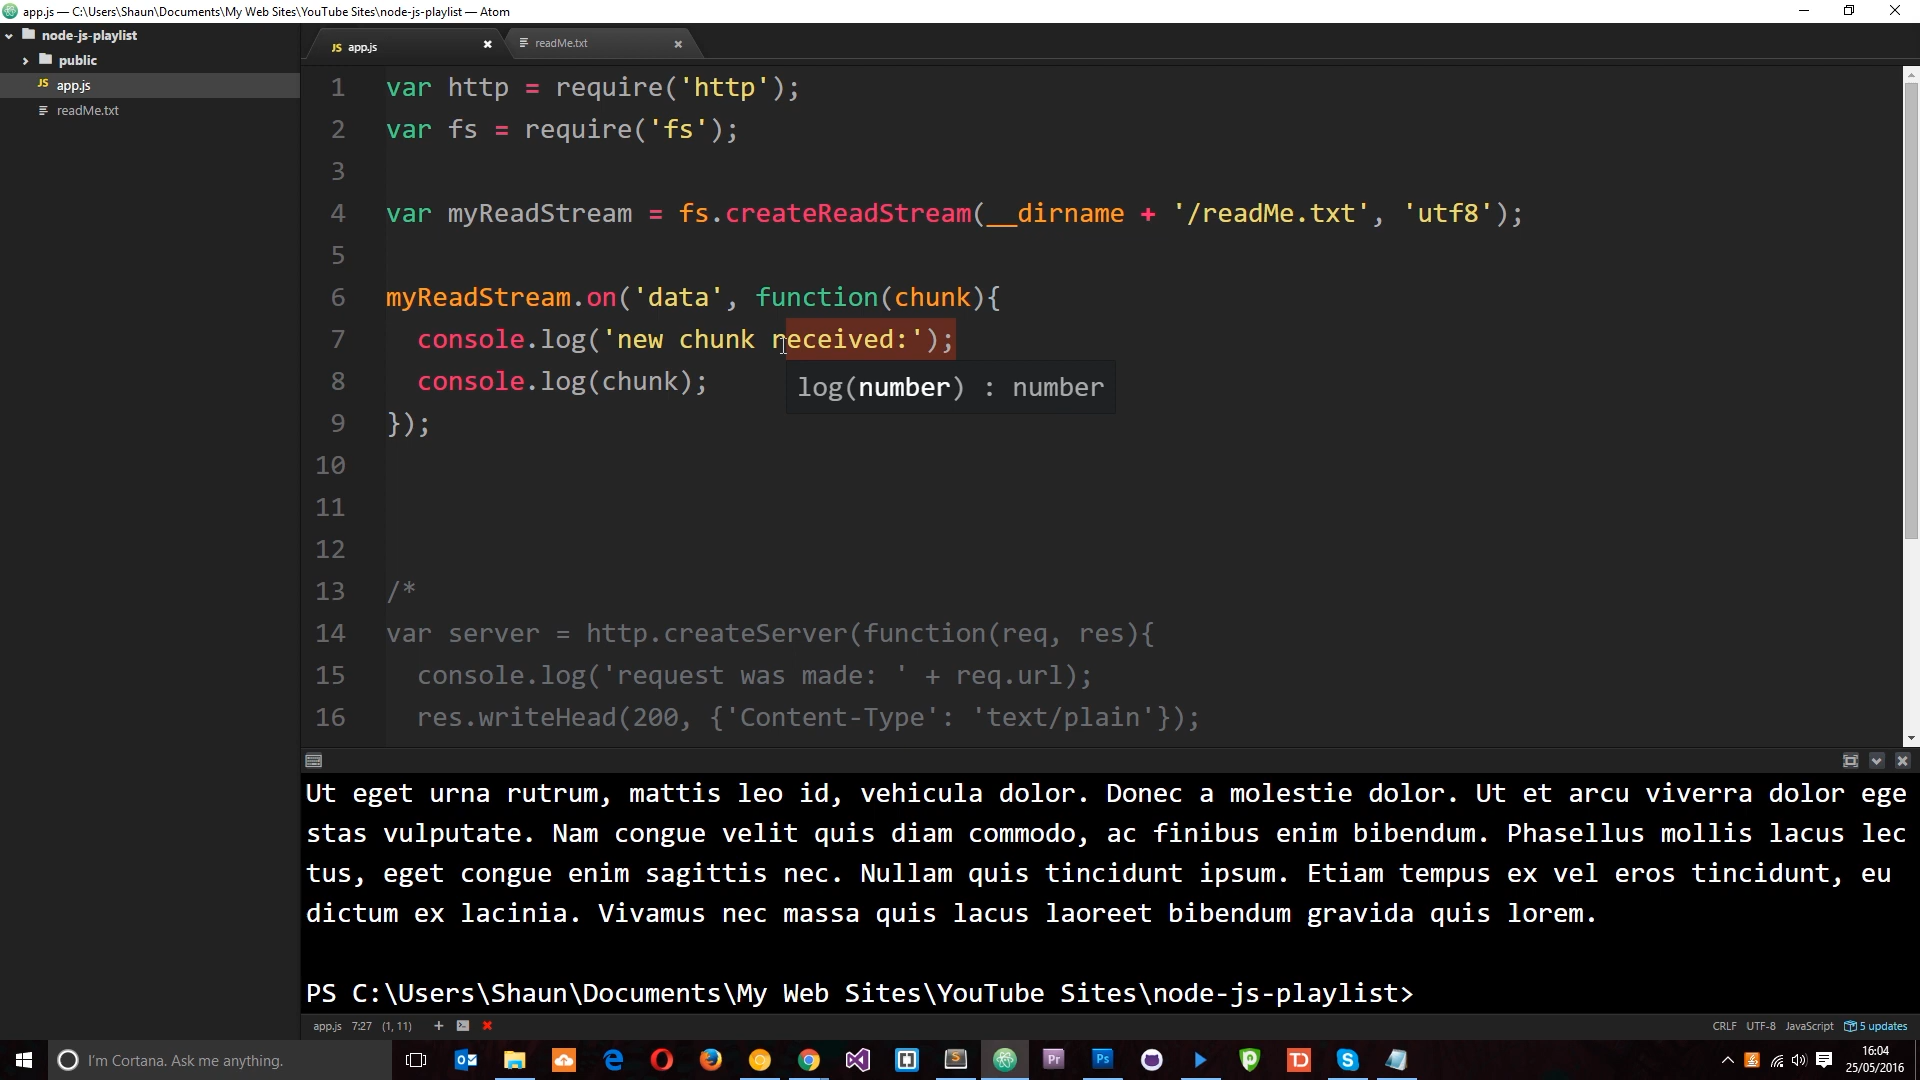 app.js — C:\Users\Shaun\Documents\My Web Sites\YouTube Sites\node-js-playlist — Atom
node-js-playlist
public
JS app.js
readMe.txt
JS app.js
readMe.txt
1 var http = require('http');
2 var fs = require('fs');
3
4 var myReadStream = fs.createReadStream(__dirname + '/readMe.txt', 'utf8');
5
6 myReadStream.on('data', function(chunk){
7 console.log('new chunk received:');
8 console.log(chunk);
log(number) : number
9 });
10
11
12
13 /*
14 var server = http.createServer(function(req, res){
15 console.log('request was made: ' + req.url);
16 res.writeHead(200, {'Content-Type': 'text/plain'});
Ut eget urna rutrum, mattis leo id, vehicula dolor. Donec a molestie dolor. Ut et arcu viverra dolor ege
stas vulputate. Nam congue velit quis diam commodo, ac finibus enim bibendum. Phasellus mollis lacus lec
tus, eget congue enim sagittis nec. Nullam quis tincidunt ipsum. Etiam tempus ex vel eros tincidunt, eu
dictum ex lacinia. Vivamus nec massa quis lacus laoreet bibendum gravida quis lorem.
PS C:\Users\Shaun\Documents\My Web Sites\YouTube Sites\node-js-playlist>
app.js 7:27 (1, 11)
CRLF UTF-8 JavaScript 5 updates
I'm Cortana. Ask me anything.
Pr
Ps
TD
16:04
25/05/2016